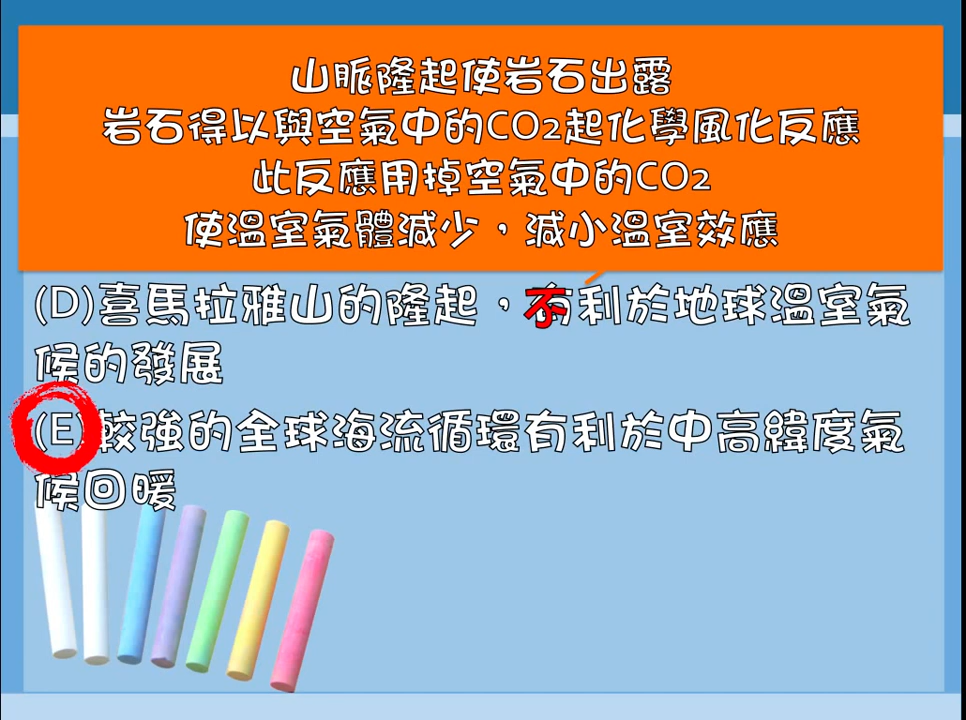 山脈隆起使岩石出露
岩石得以與空氣中的CO2起化學風化反應
此反應用掉空氣中的CO2
使溫室氣體減少，減小溫室效應
(D)喜馬拉雅山的隆起，不利於地球溫室氣
候的發展
(E)較強的全球海流循環有利於中高緯度氣
候回暖